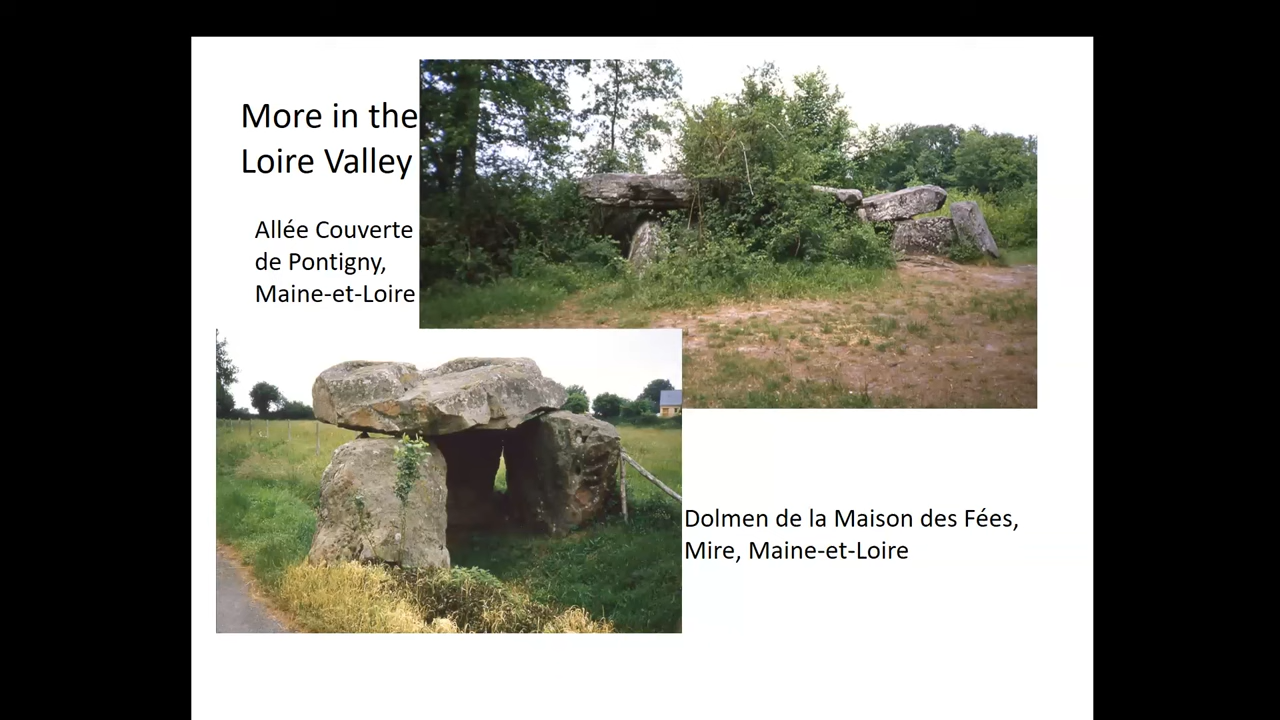 More in the
Loire Valley
Allée Couverte
de Pontigny,
Maine-et-Loire
Dolmen de la Maison des Fées,
Mire, Maine-et-Loire